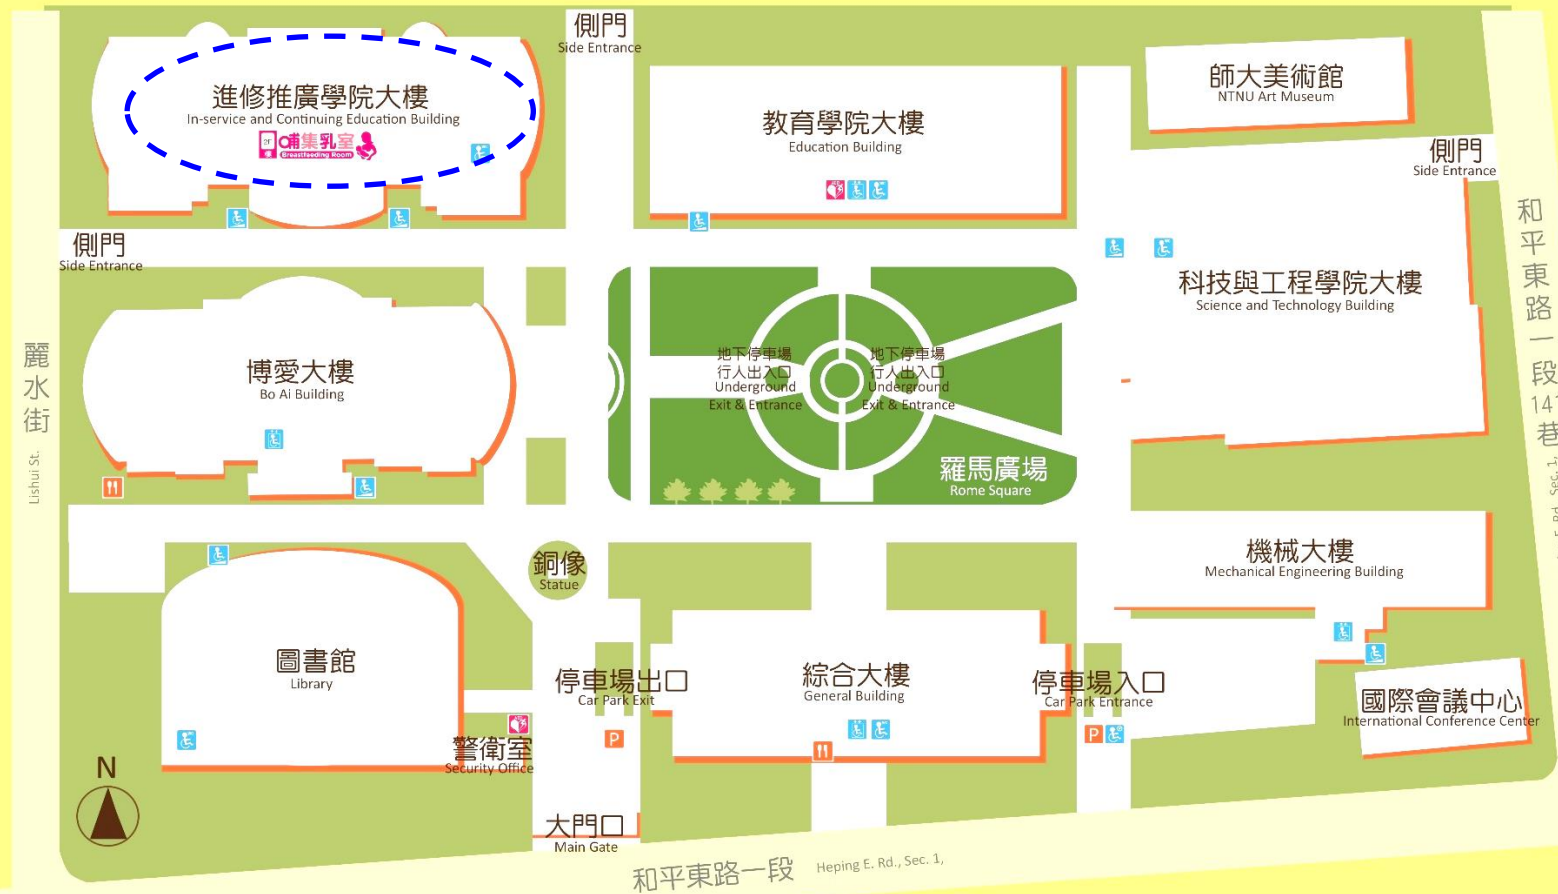 側門
Side Entrance
進修推廣學院大樓
In-service and Continuing Education Building
2F
哺集乳室
Breastfeeding Room
教育學院大樓
Education Building
師大美術館
NTNU Art Museum
側門
Side Entrance
側門
Side Entrance
科技與工程學院大樓
Science and Technology Building
博愛大樓
Bo Ai Building
地下停車場
行人出入口
Underground
Exit & Entrance
地下停車場
行人出入口
Underground
Exit & Entrance
羅馬廣場
Rome Square
麗水街
Lishui St.
和平東路一段141巷
E. Rd., Sec. 1,
銅像
Statue
機械大樓
Mechanical Engineering Building
圖書館
Library
停車場出口
Car Park Exit
P
綜合大樓
General Building
停車場入口
Car Park Entrance
P
國際會議中心
International Conference Center
警衛室
Security Office
N
大門口
Main Gate
和平東路一段 Heping E. Rd., Sec. 1,